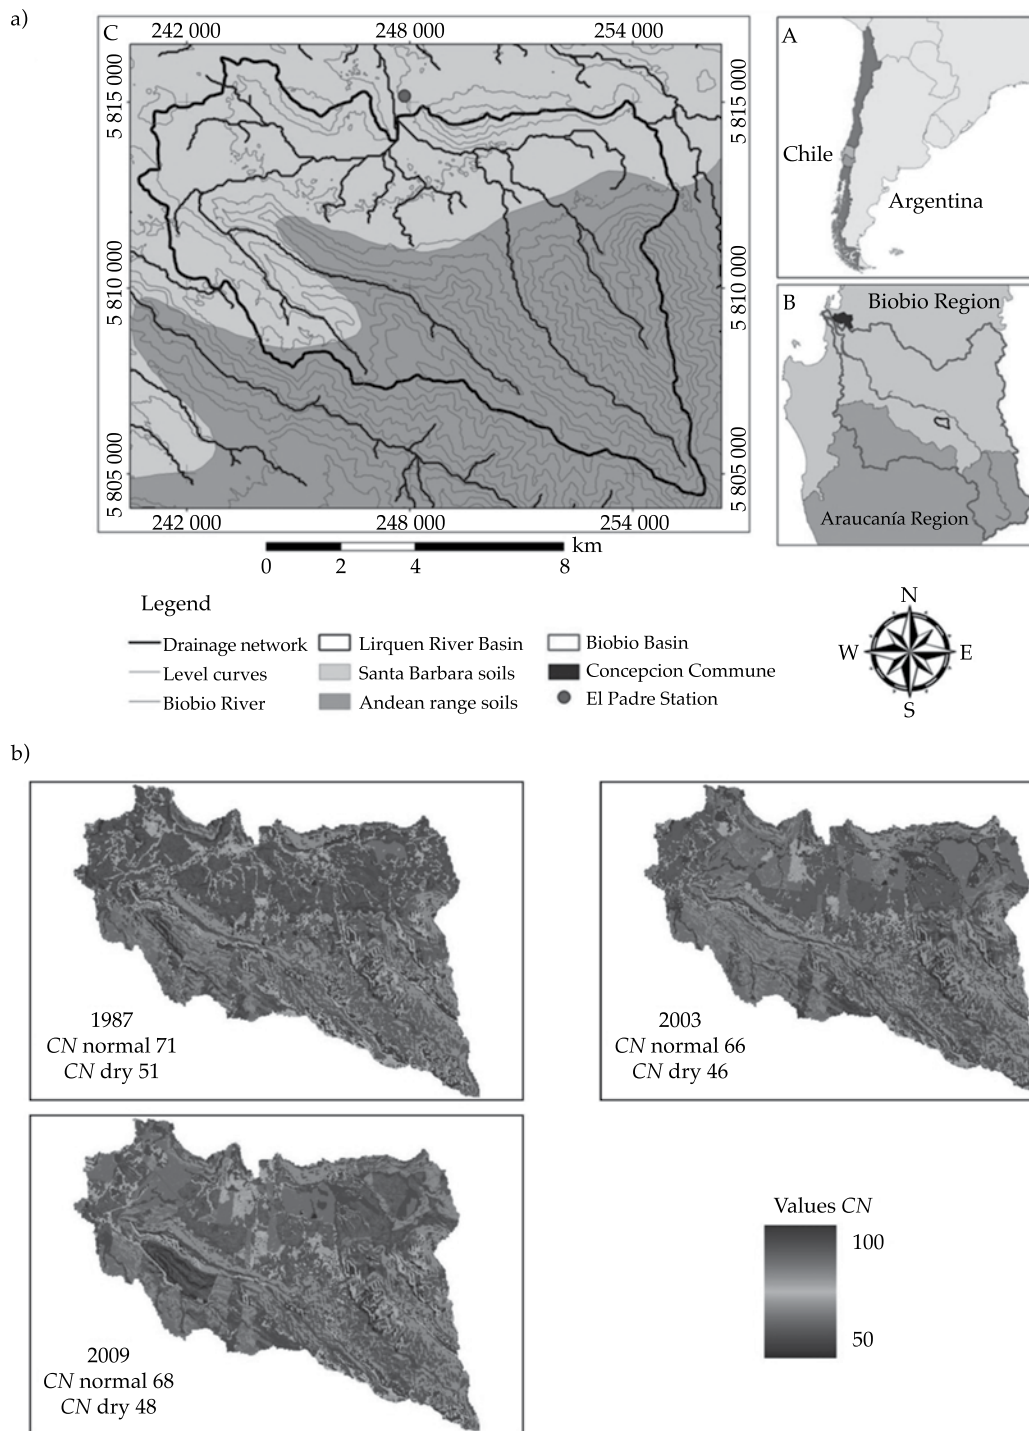 a)
C
242 000
248 000
254 000
5 815 000
5 810 000
5 805 000
5 815 000
5 810 000
5 805 000
242 000
248 000
254 000
km
0
2
4
8
A
Chile
Argentina
B
Biobio Region
Araucanía Region
Legend
Drainage network
Level curves
Biobio River
Lirquen River Basin
Santa Barbara soils
Andean range soils
Biobio Basin
Concepcion Commune
El Padre Station
N
W
E
S
b)
1987
CN normal 71
CN dry 51
2003
CN normal 66
CN dry 46
2009
CN normal 68
CN dry 48
Values CN
100
50